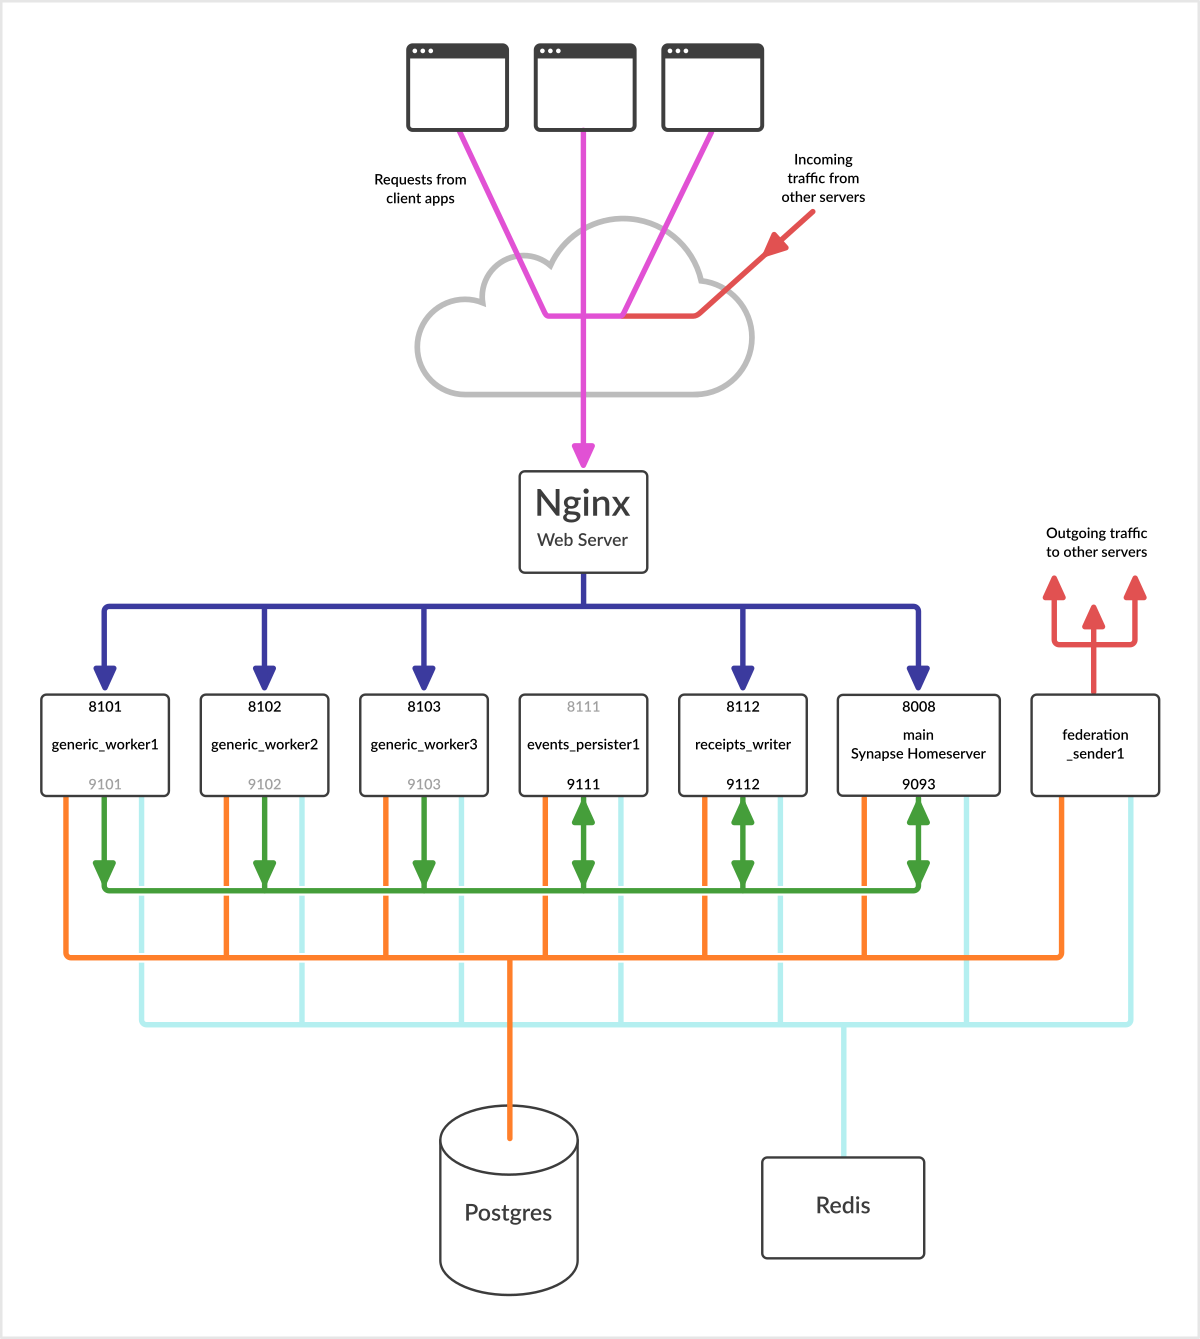 Requests from
client apps
Incoming
traffic from
other servers
Nginx
Web Server
Outgoing traffic
to other servers
8101
generic_worker1
9101
8102
generic_worker2
9102
8103
generic_worker3
9103
8111
events_persister1
9111
8112
receipts_writer
9112
8008
main
Synapse Homeserver
9093
federation
_sender1
Postgres
Redis